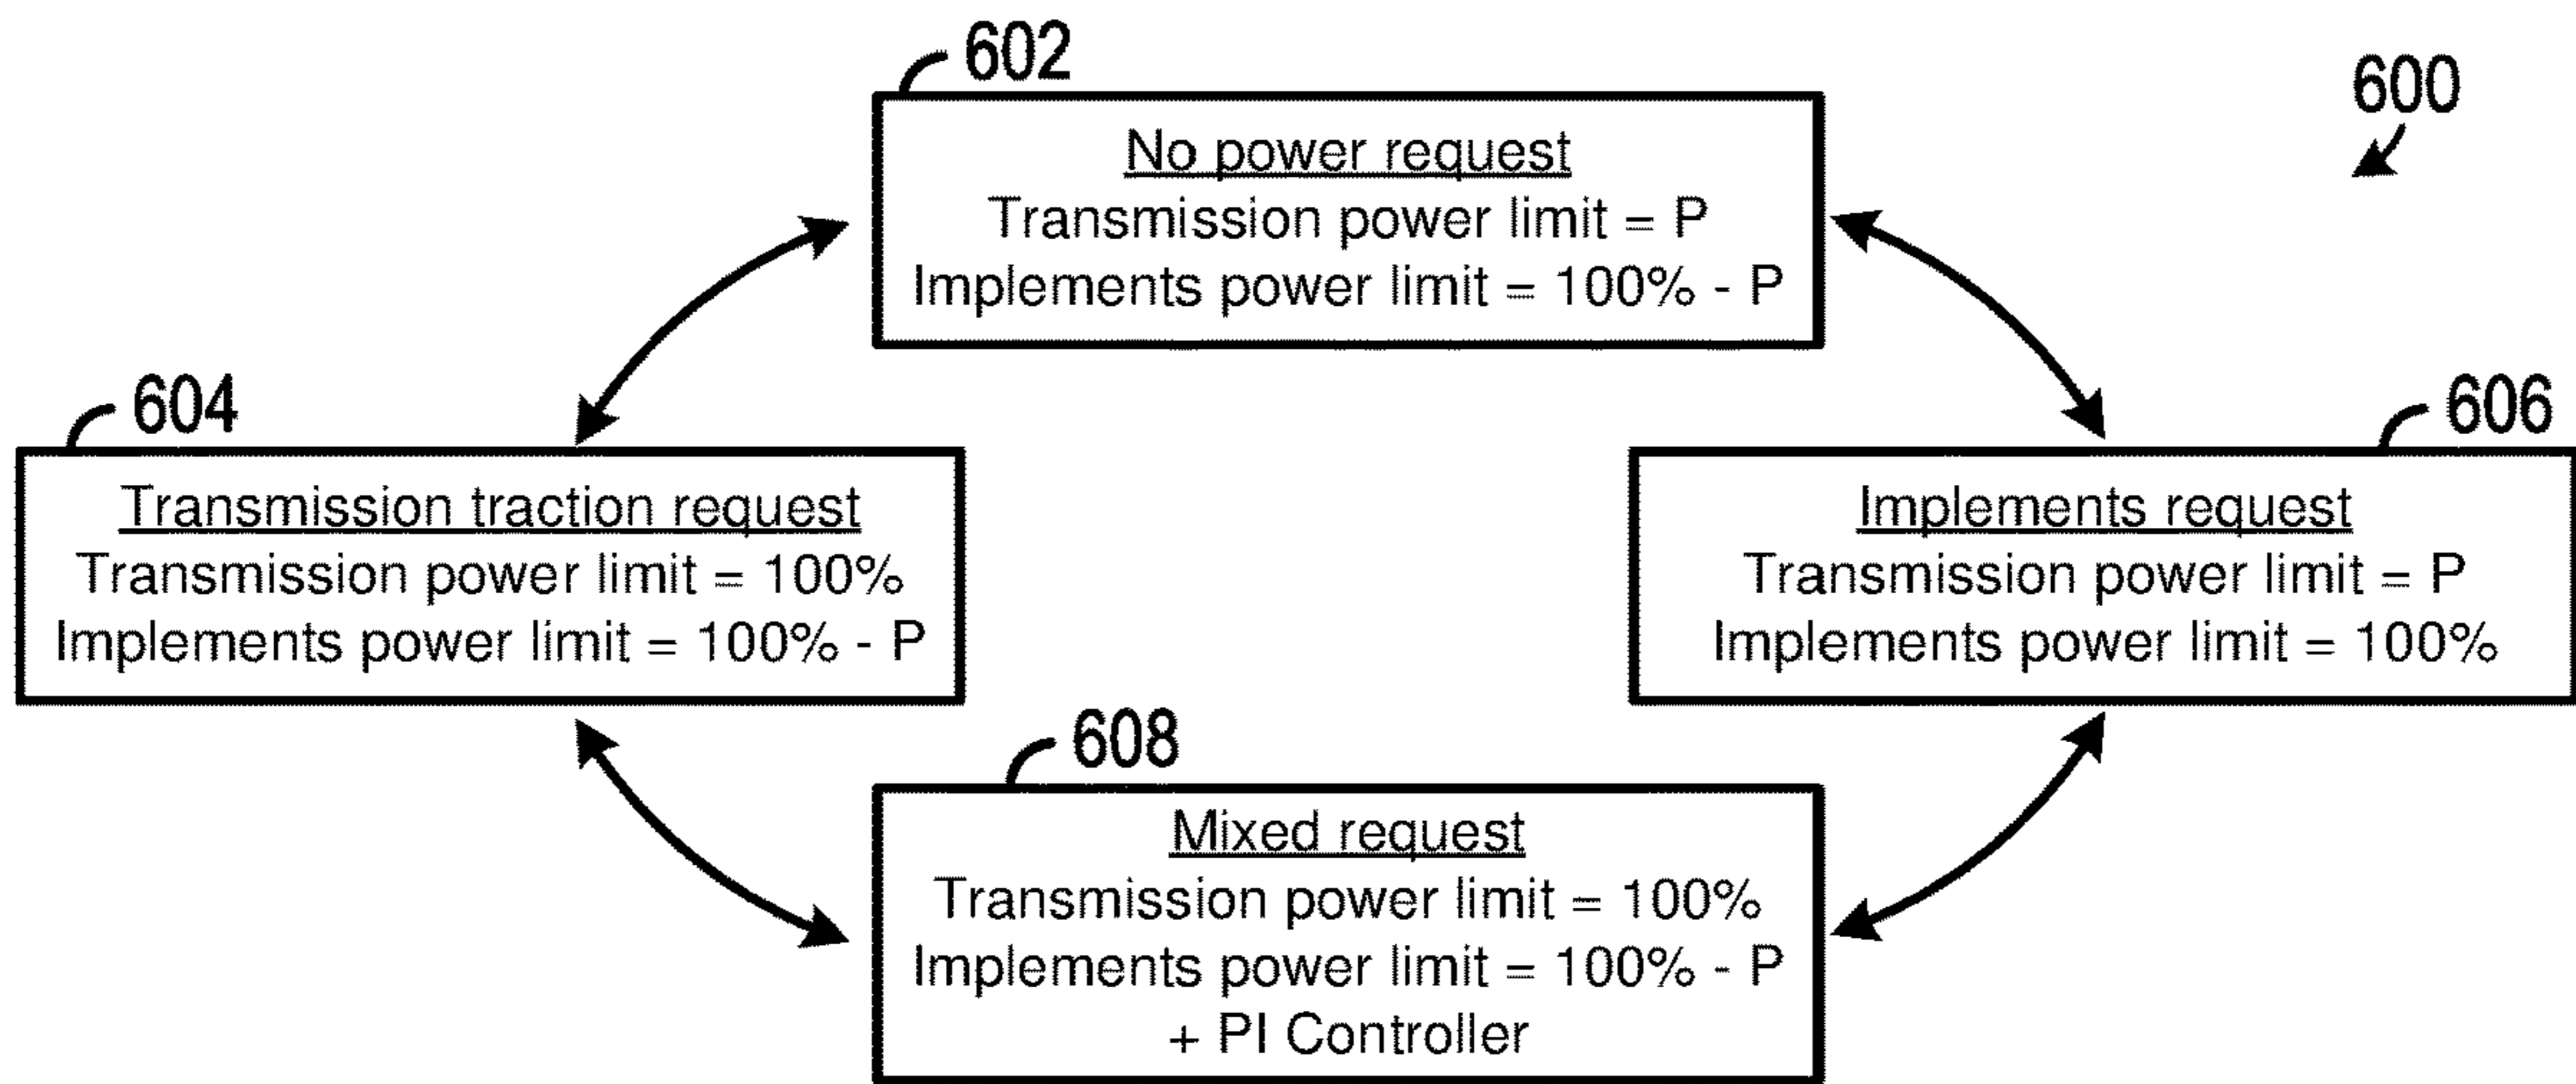 602
600
No power request
Transmission power limit = P
Implements power limit = 100% - P
604
Transmission traction request
Transmission power limit = 100%
Implements power limit = 100% - P
606
Implements request
Transmission power limit = P
Implements power limit = 100%
608
Mixed request
Transmission power limit = 100%
Implements power limit = 100% - P
+ PI Controller